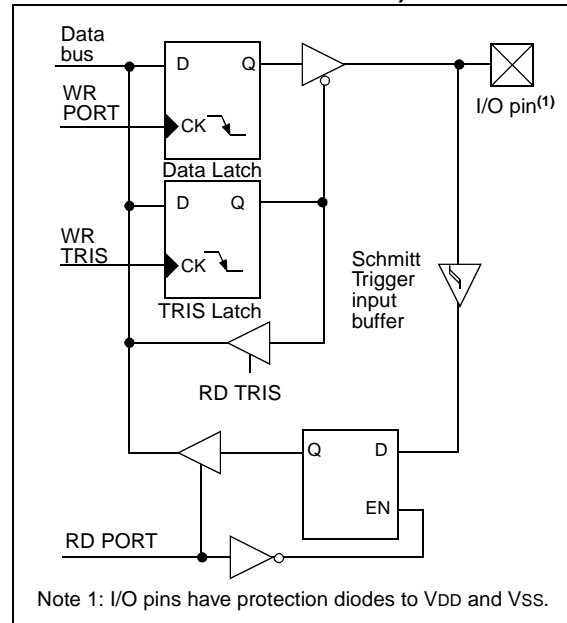 Data
bus
D
Q
WR
PORT
CK
I/O pin(1)
Data Latch
D
Q
WR
TRIS
CK
Schmitt
Trigger
input
buffer
TRIS Latch
RD TRIS
Q
D
EN
RD PORT
Note 1: I/O pins have protection diodes to VDD and VSS.